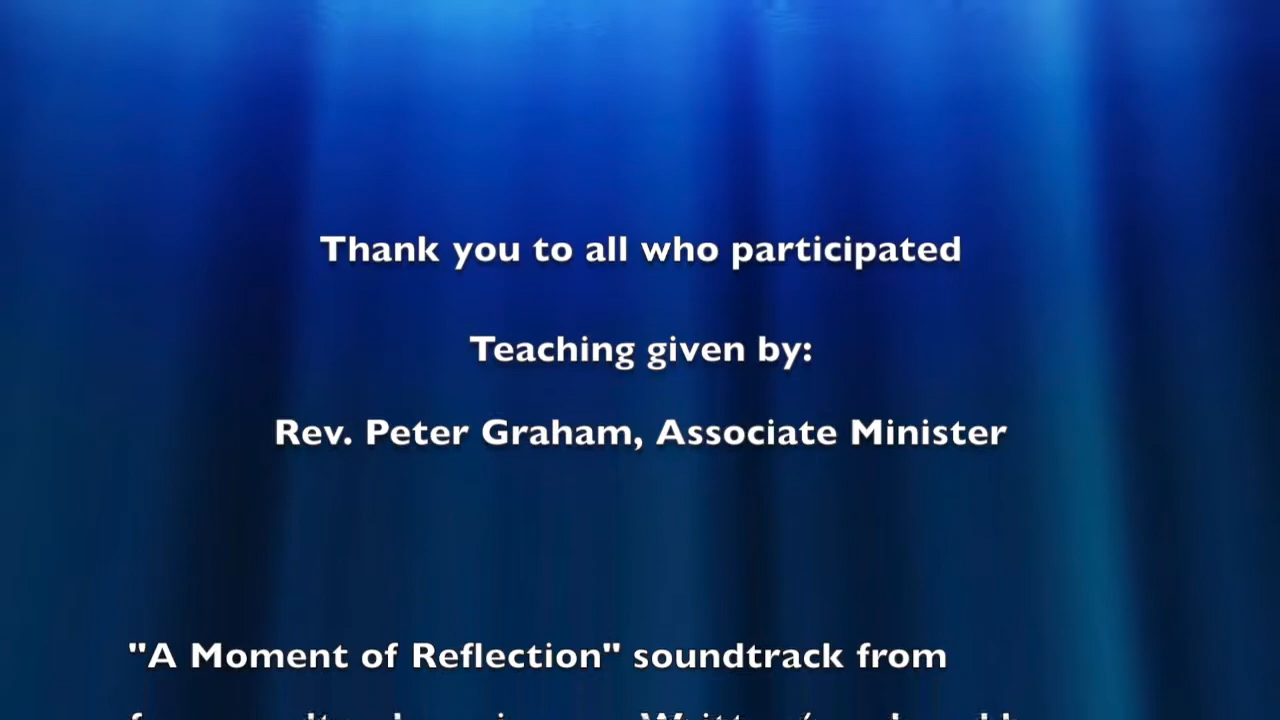 Thank you to all who participated
Teaching given by:
Rev. Peter Graham, Associate Minister
"A Moment of Reflection" soundtrack from